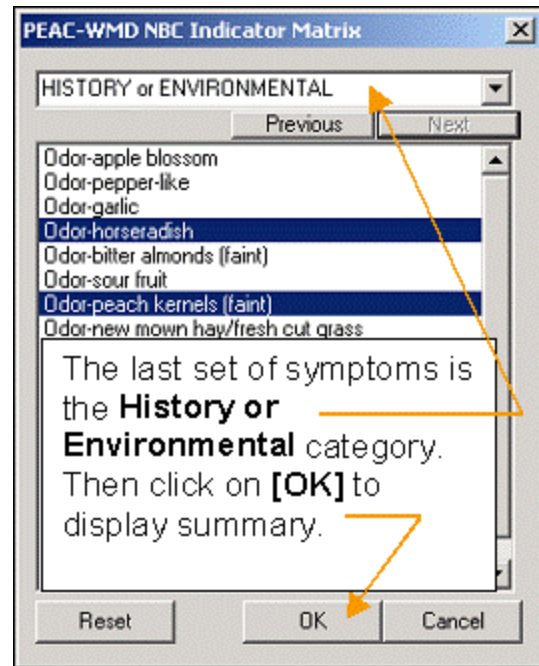 PEAC-WMD NBC Indicator Matrix
HISTORY or ENVIRONMENTAL
Previous Next
Odor-apple blossom
Odor-pepper-like
Odor-garlic
Odor-horseradish
Odor-bitter almonds (faint)
Odor-sour fruit
Odor-peach kernels (faint)
Odor-new mown hay/fresh cut grass
The last set of symptoms is
the History or
Environmental category.
Then click on [OK] to
display summary.
Reset OK Cancel